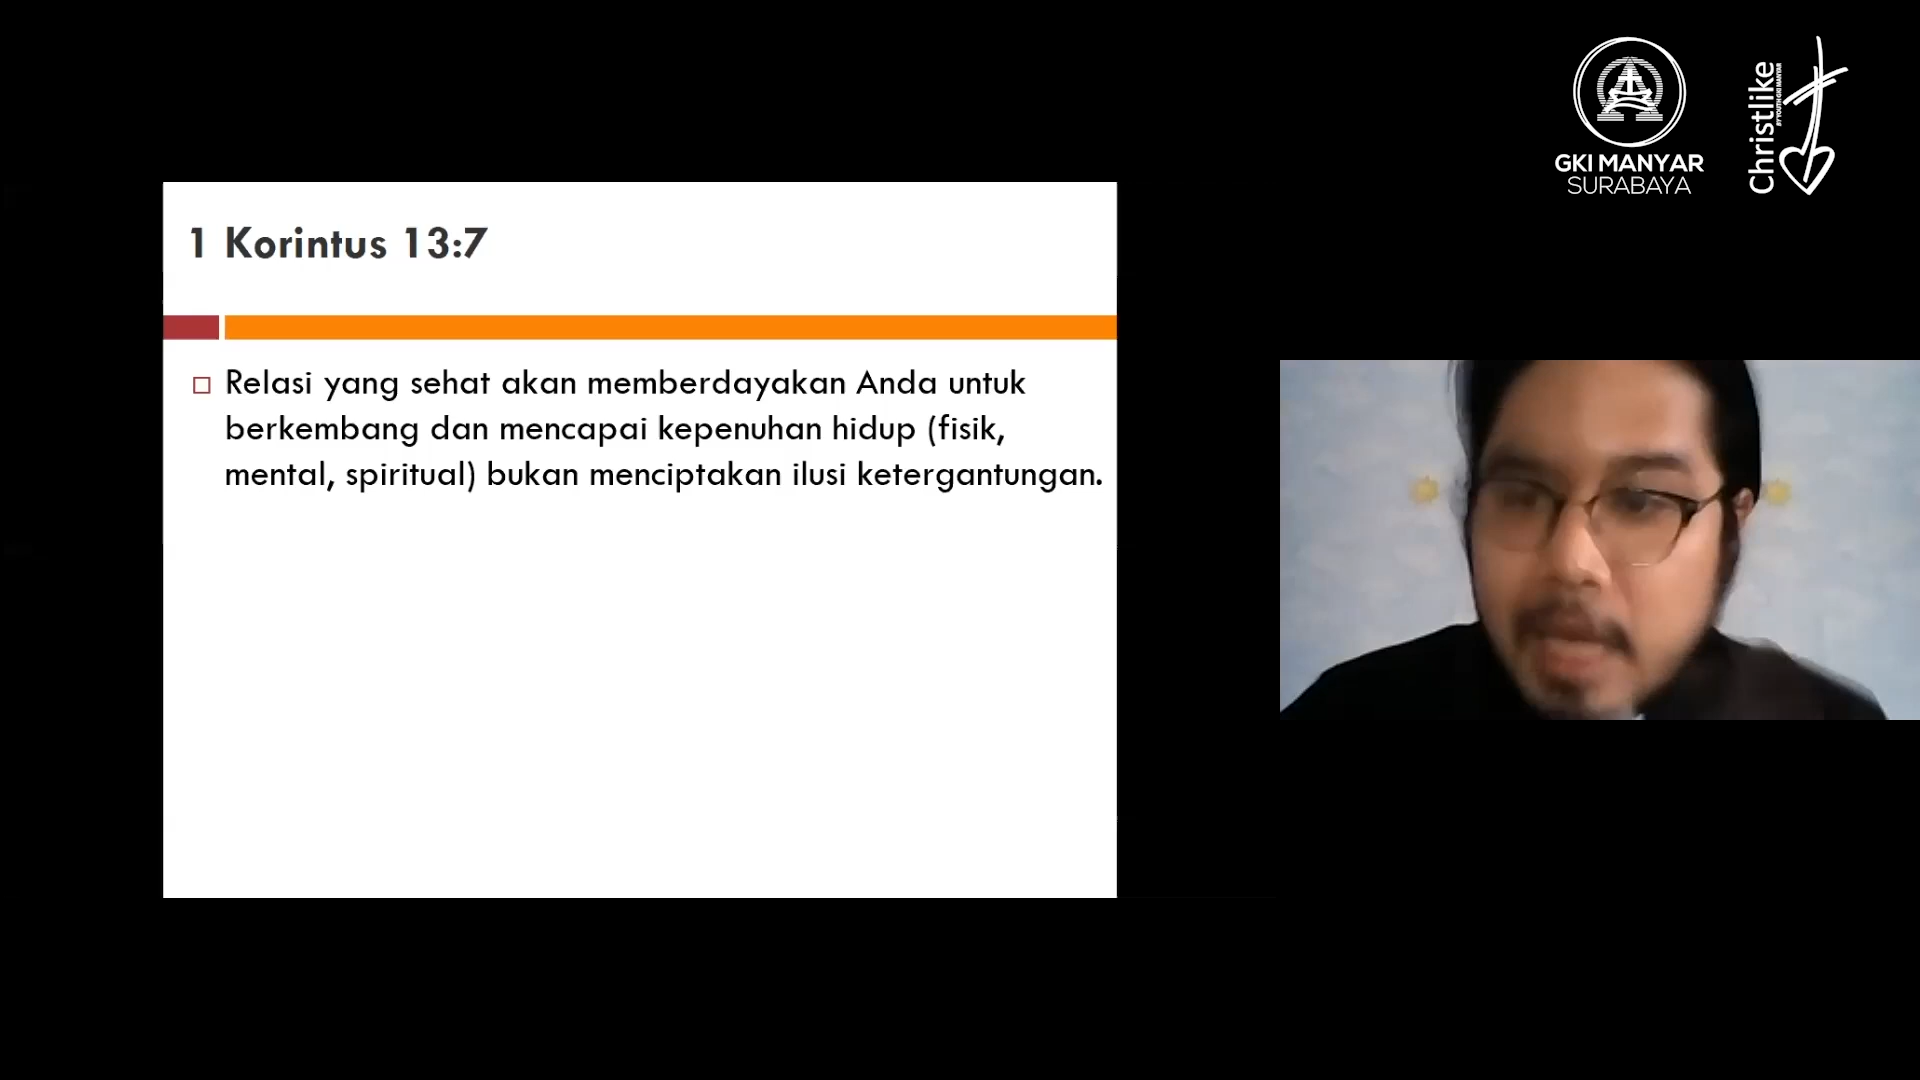 GKI MANYAR
SURABAYA
Christlike
1 Korintus 13:7
Relasi yang sehat akan memberdayakan Anda untuk
berkembang dan mencapai kepenuhan hidup (fisik,
mental, spiritual) bukan menciptakan ilusi ketergantungan.